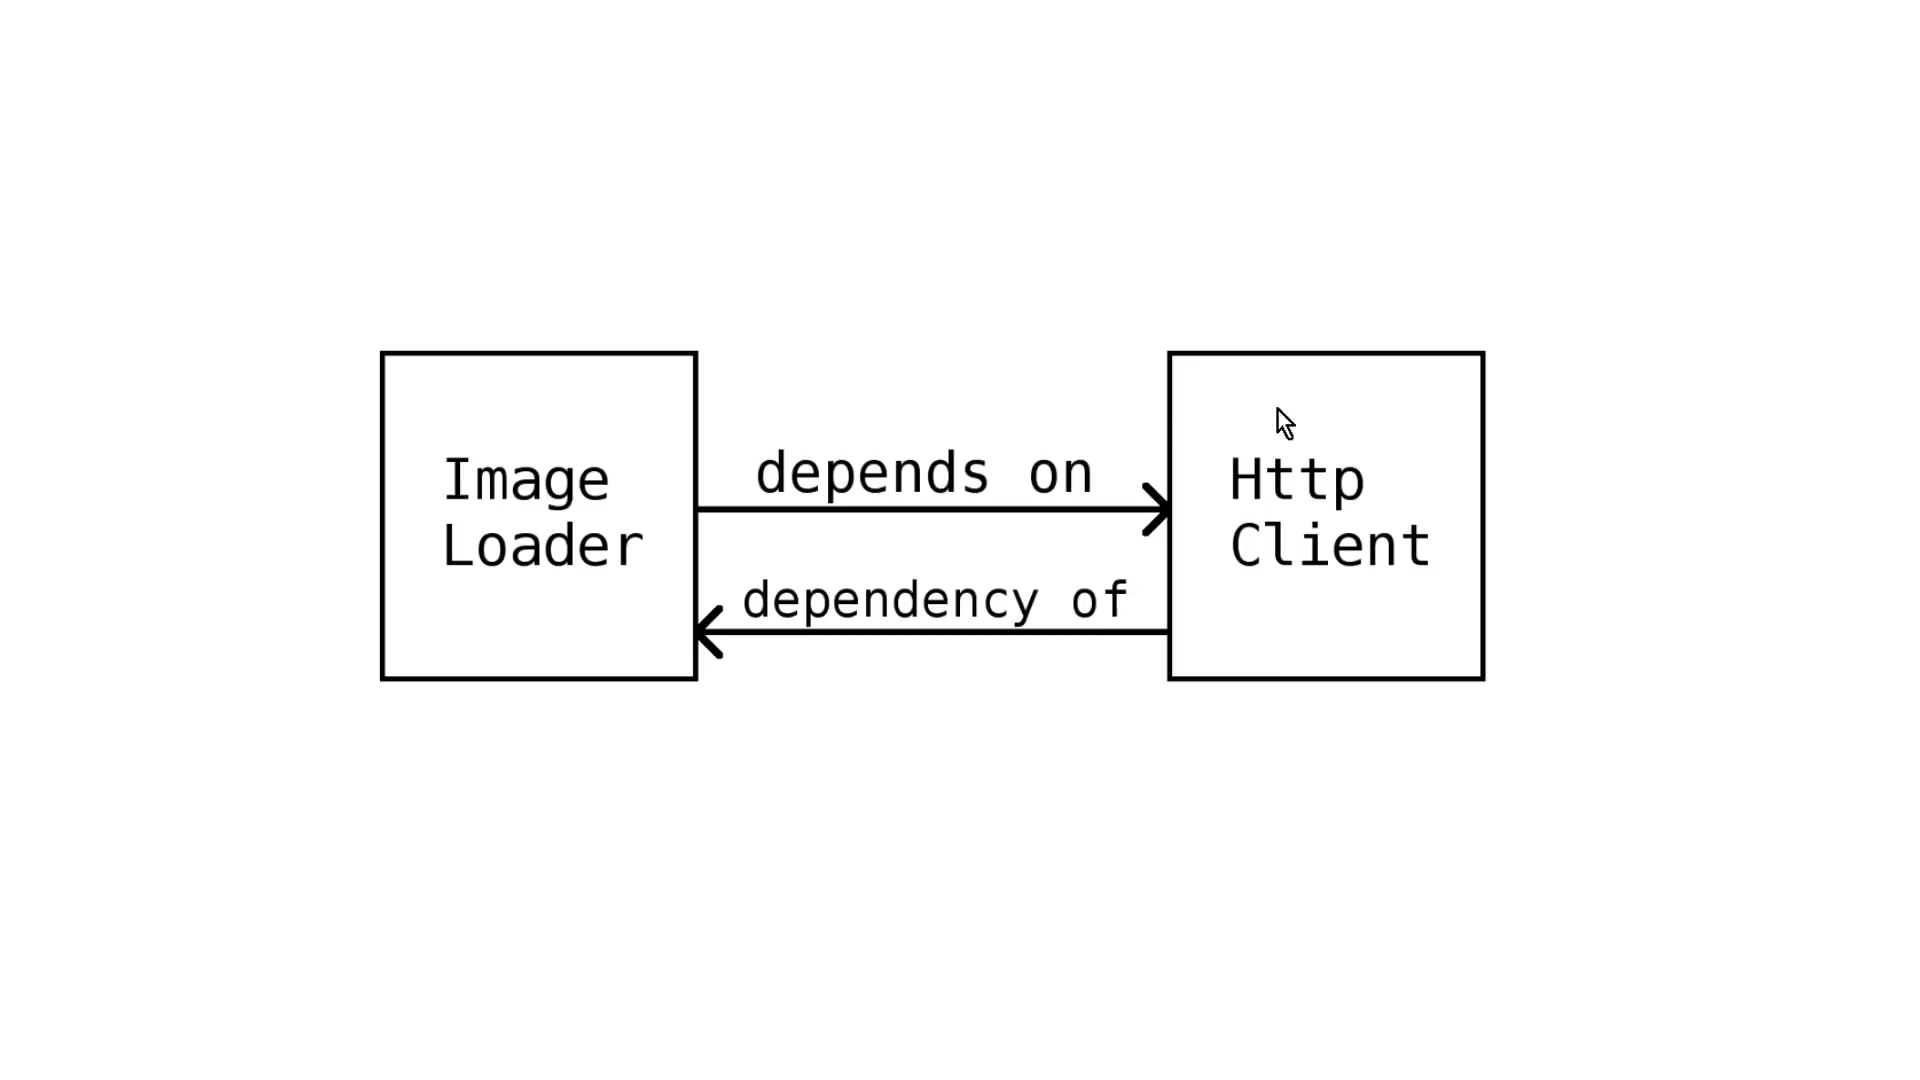 Image
Loader
depends on
dependency of
Http
Client